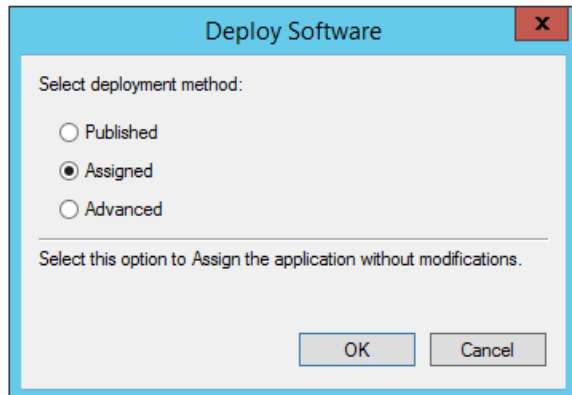 Deploy Software
x
Select deployment method:
Published
Assigned
Advanced
Select this option to Assign the application without modifications.
OK Cancel